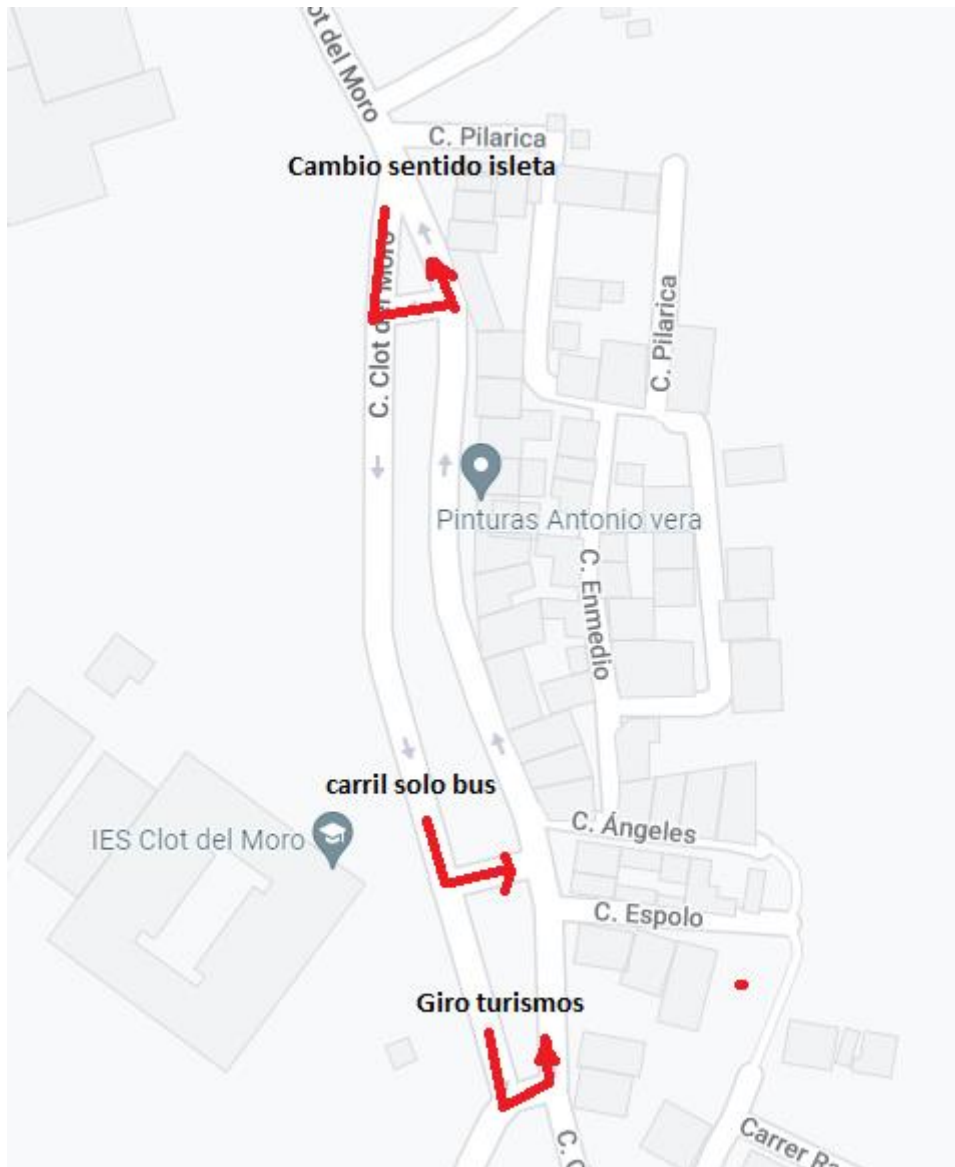 ot del Moro
C. Pilarica
Cambio sentido isleta
C. Clot del Moro
C. Pilarica
Pinturas Antonio vera
C. Enmedio
carril solo bus
IES Clot del Moro
C. Ángeles
C. Espolo
Giro turismos
Carrer Ra
C. C